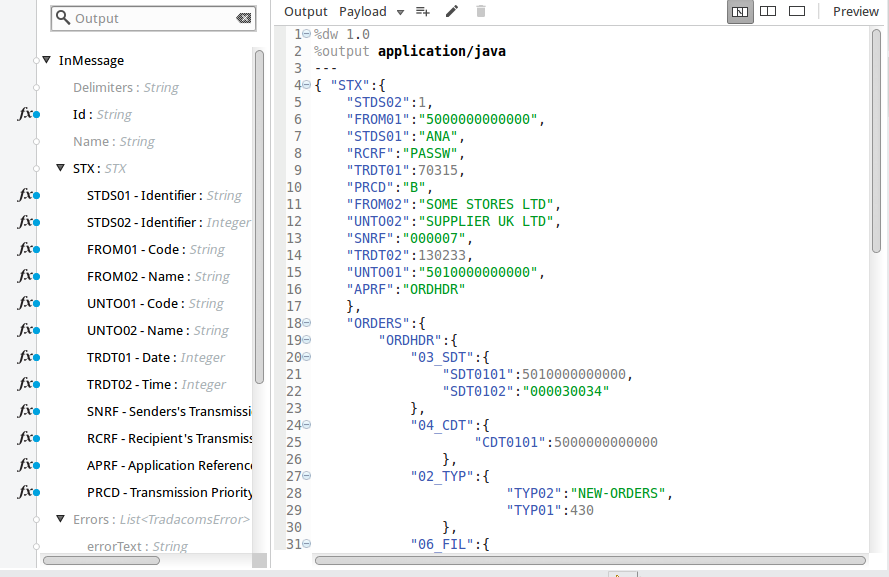 Output
InMessage
Delimiters : String
fx Id : String
Name : String
STX : STX
fx STDS01 - Identifier : String
fx STDS02 - Identifier : Integer
fx FROM01 - Code : String
fx FROM02 - Name : String
fx UNTO01 - Code : String
fx UNTO02 - Name : String
fx TRDT01 - Date : Integer
fx TRDT02 - Time : Integer
fx SNRF - Senders's Transmissi
fx RCRF - Recipient's Transmiss
fx APRF - Application Reference
fx PRCD - Transmission Priority
Errors : List<TradacomsError>
errorText : String
Output Payload Preview
1 %dw 1.0
2 %output application/java
3 ---
4 { "STX":{
5 "STDS02":1,
6 "FROM01":"5000000000000",
7 "STDS01":"ANA",
8 "RCRF":"PASSW",
9 "TRDT01":70315,
10 "PRCD":"B",
11 "FROM02":"SOME STORES LTD",
12 "UNTO02":"SUPPLIER UK LTD",
13 "SNRF":"000007",
14 "TRDT02":130233,
15 "UNTO01":"5010000000000",
16 "APRF":"ORDHDR"
17 },
18 "ORDERS":{
19 "ORDHDR":{
20 "03_SDT":{
21 "SDT0101":5010000000000,
22 "SDT0102":"000030034"
23 },
24 "04_CDT":{
25 "CDT0101":5000000000000
26 },
27 "02_TYP":{
28 "TYP02":"NEW-ORDERS",
29 "TYP01":430
30 },
31 "06_FIL":{